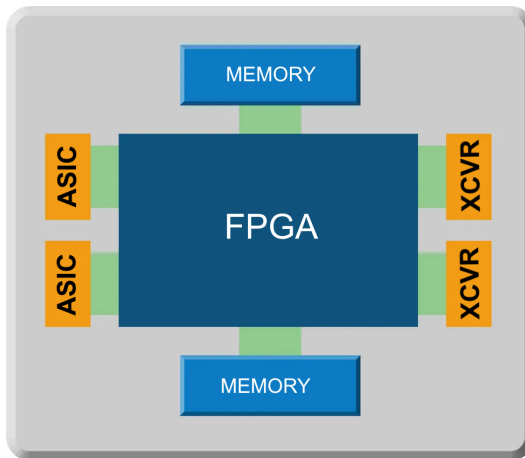 MEMORY
ASIC
XCVR
FPGA
ASIC
XCVR
MEMORY